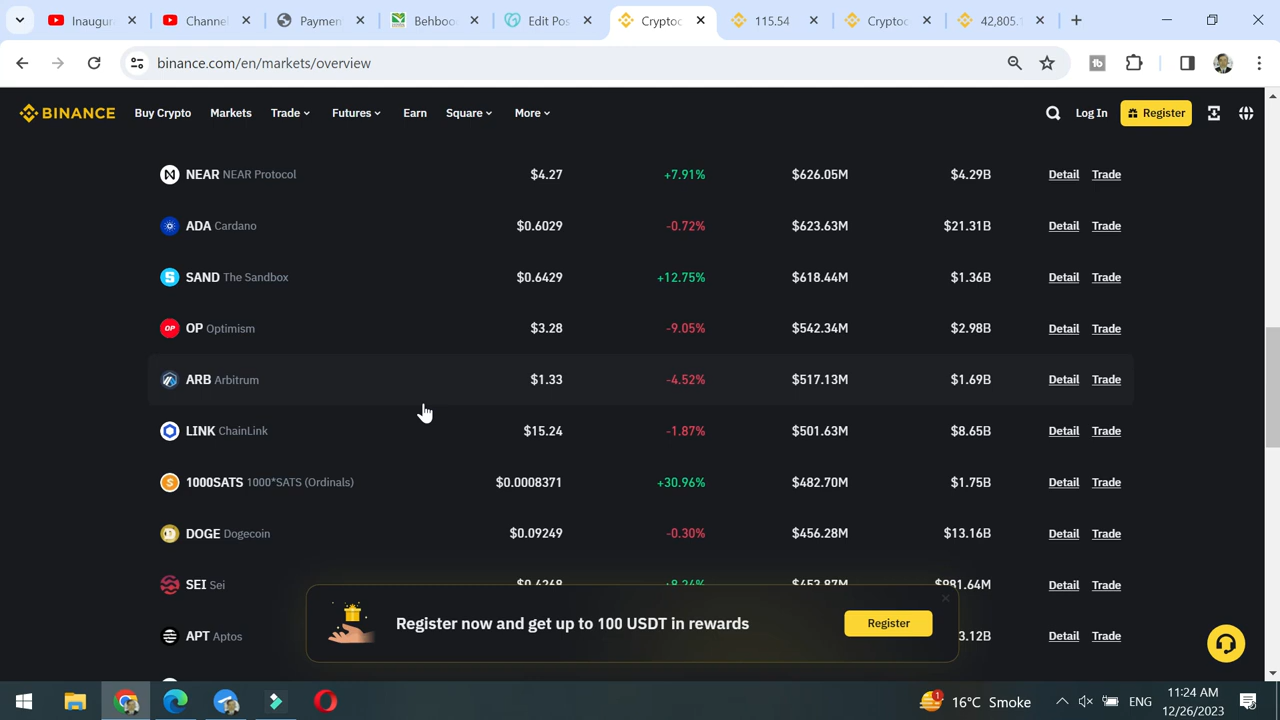 Inaugur
Channel
Paymen
Behboo
Edit Pos
Cryptoc
115.54
Cryptoc
42,805.1
binance.com/en/markets/overview
BINANCE Buy Crypto Markets Trade Futures Earn Square More Log In Register
NEAR NEAR Protocol $4.27 +7.91% $626.05M $4.29B Detail Trade
ADA Cardano $0.6029 -0.72% $623.63M $21.31B Detail Trade
SAND The Sandbox $0.6429 +12.75% $618.44M $1.36B Detail Trade
OP Optimism $3.28 -9.05% $542.34M $2.98B Detail Trade
ARB Arbitrum $1.33 -4.52% $517.13M $1.69B Detail Trade
LINK ChainLink $15.24 -1.87% $501.63M $8.65B Detail Trade
1000SATS 1000*SATS (Ordinals) $0.0008371 +30.96% $482.70M $1.75B Detail Trade
DOGE Dogecoin $0.09249 -0.30% $456.28M $13.16B Detail Trade
SEI Sei Detail Trade
Register now and get up to 100 USDT in rewards Register
APT Aptos 3.12B Detail Trade
1 16°C Smoke ENG 11:24 AM
12/26/2023